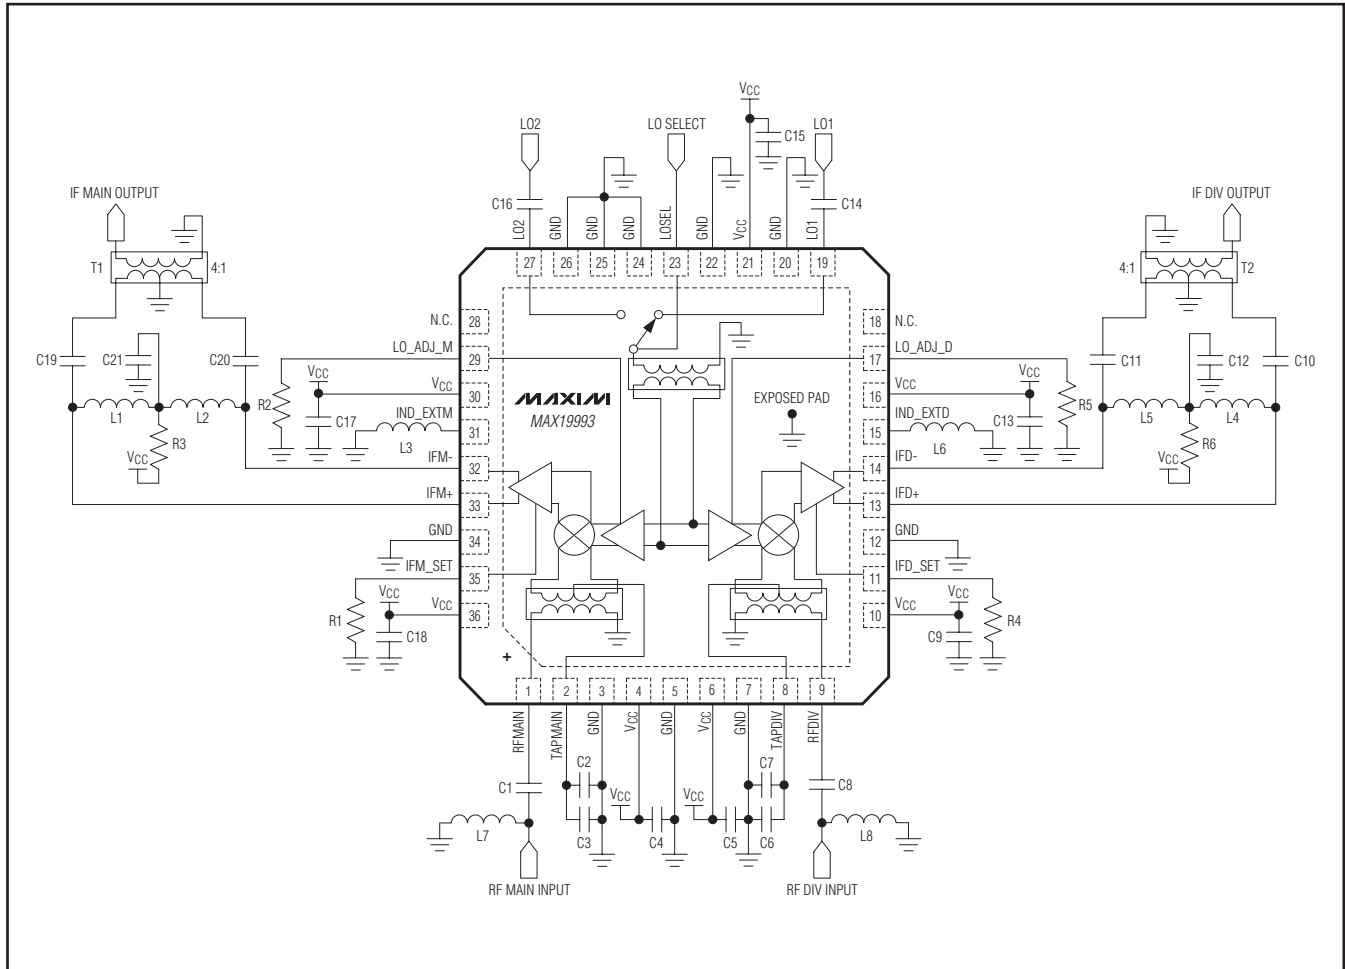 VCC
LO2
LO SELECT
C15
LO1
IF MAIN OUTPUT
IF DIV OUTPUT
C16
C14
LO2
GND
GND
GND
LOSEL
GND
VCC
GND
LO1
T1
4:1
4:1
T2
27
26
25
24
23
22
21
20
19
N.C.
28
18
N.C.
C19
C21
C20
LO_ADJ_M
29
17
LO_ADJ_D
C11
C12
C10
VCC
VCC
30
16
VCC
VCC
R2
R5
L1
L2
MAXIM
MAX19993
EXPOSED PAD
L5
L4
C17
IND_EXTM
31
15
IND_EXTD
C13
L3
L6
R3
R6
VCC
VCC
IFM-
32
14
IFD-
IFM+
33
13
IFD+
GND
34
12
GND
IFM_SET
35
11
IFD_SET
VCC
VCC
36
10
VCC
VCC
R1
C18
C9
R4
+
1
2
3
4
5
6
7
8
9
RFMAIN
TAPMAIN
GND
VCC
GND
VCC
GND
TAPDIV
RFDIV
C1
C2
C7
C8
VCC
VCC
L7
C3
C4
C5
C6
L8
RF MAIN INPUT
RF DIV INPUT